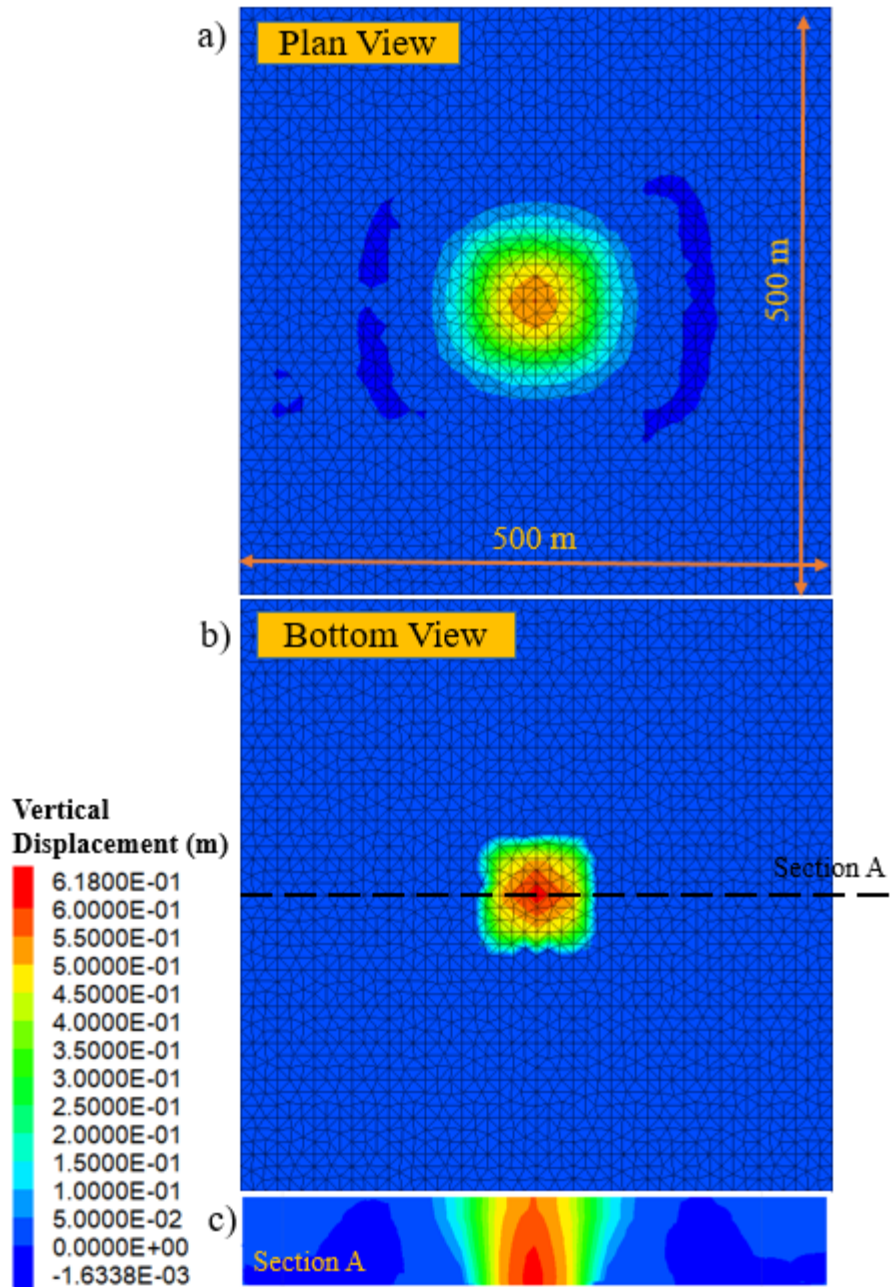 a)
Plan View
500 m
500 m
b)
Bottom View
Section A
Vertical
Displacement (m)
6.1800E-01
6.0000E-01
5.5000E-01
5.0000E-01
4.5000E-01
4.0000E-01
3.5000E-01
3.0000E-01
2.5000E-01
2.0000E-01
1.5000E-01
1.0000E-01
5.0000E-02
0.0000E+00
-1.6338E-03
c)
Section A